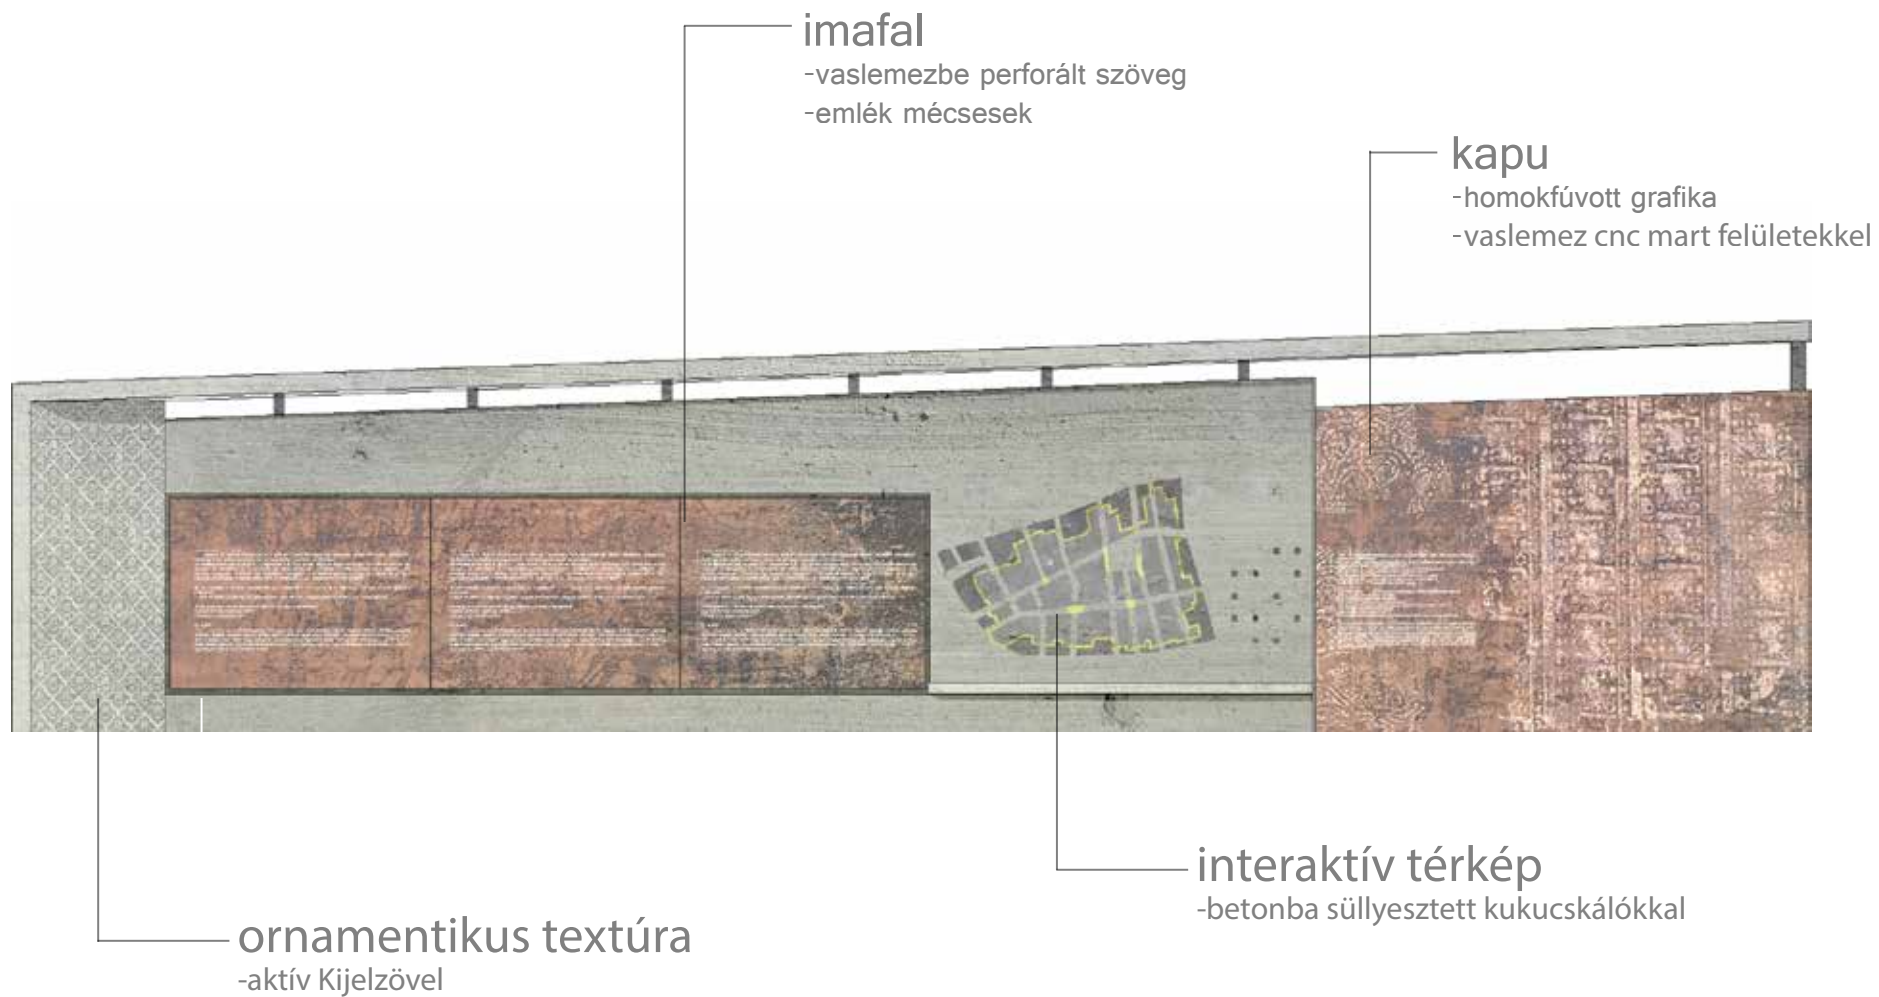 imafal
-vaslemezbe perforált szöveg
-emlék mécsesek
kapu
-homokfúvott grafika
-vaslemez cnc mart felületekkel
interaktív térkép
-betonba süllyesztett kukucskálókkal
ornamentikus textúra
-aktív Kijelzövel